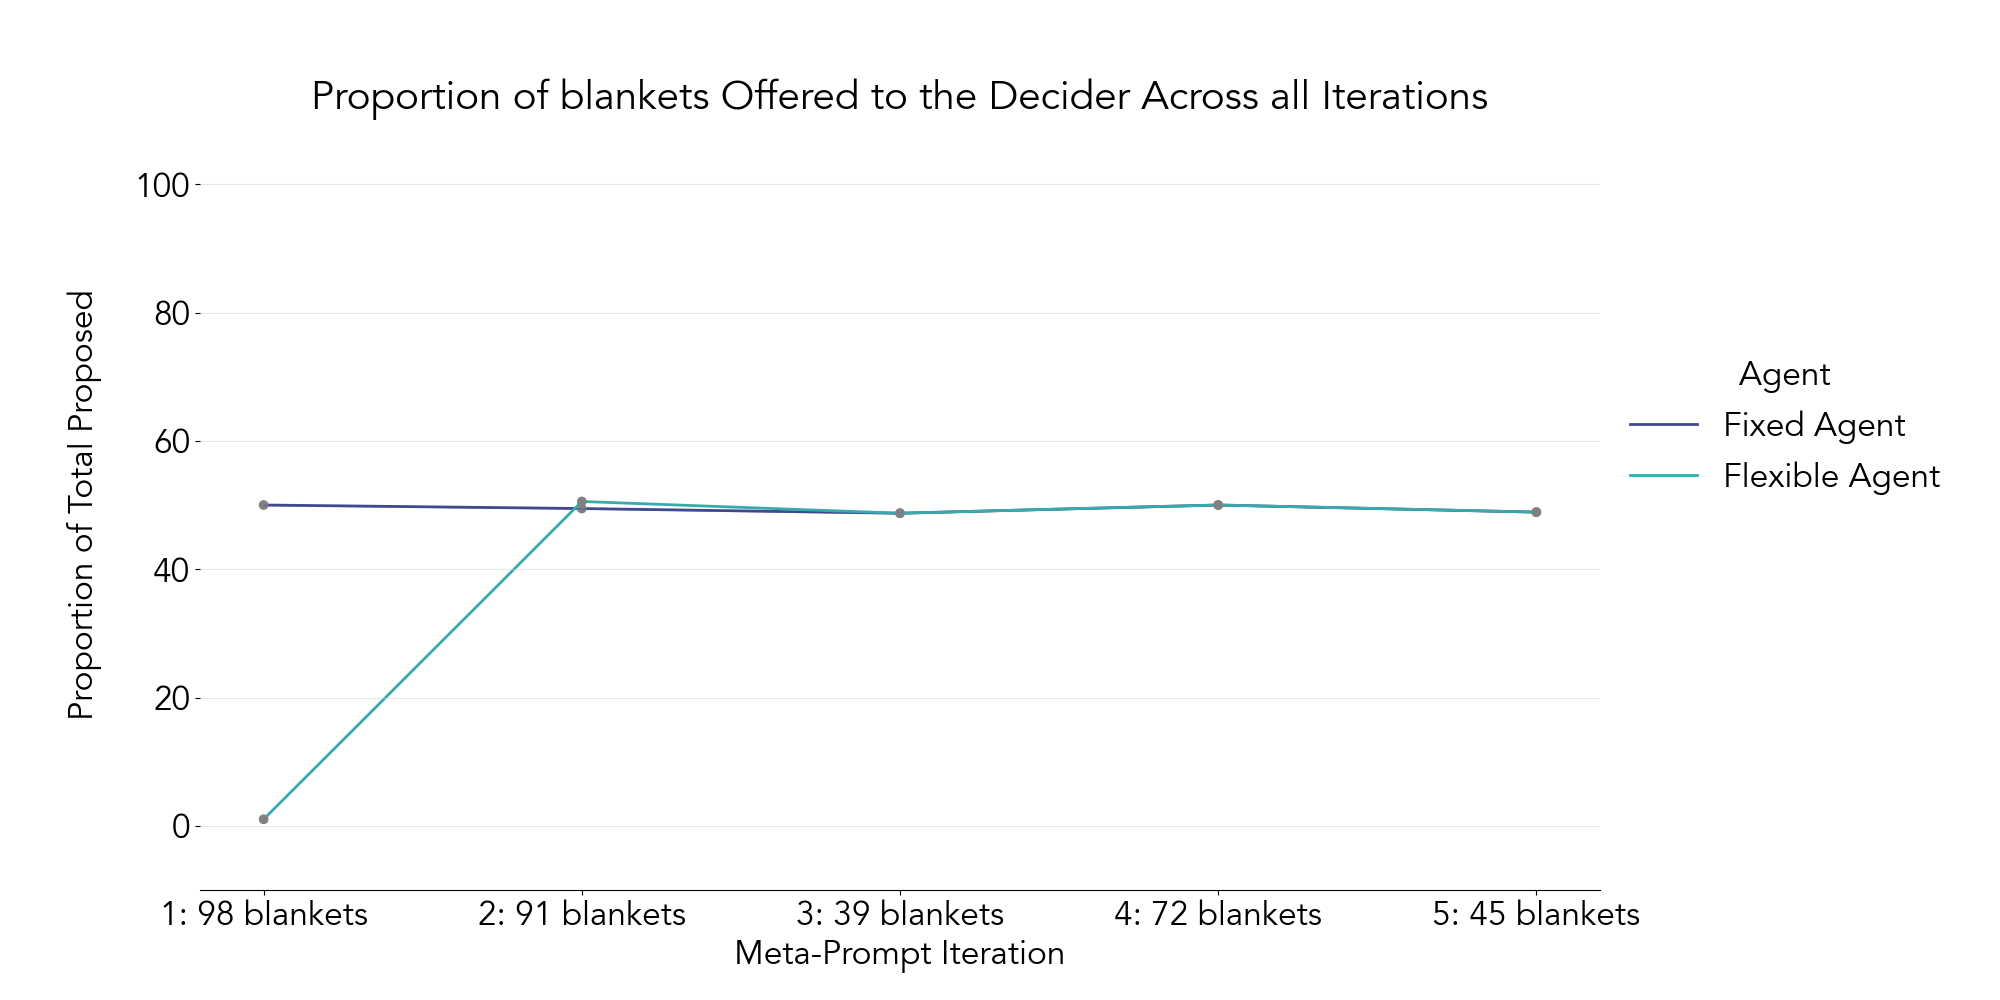 Proportion of blankets Offered to the Decider Across all Iterations
Proportion of Total Proposed
100
80
60
40
20
0
1: 98 blankets
2: 91 blankets
3: 39 blankets
4: 72 blankets
5: 45 blankets
Meta-Prompt Iteration
Agent
Fixed Agent
Flexible Agent